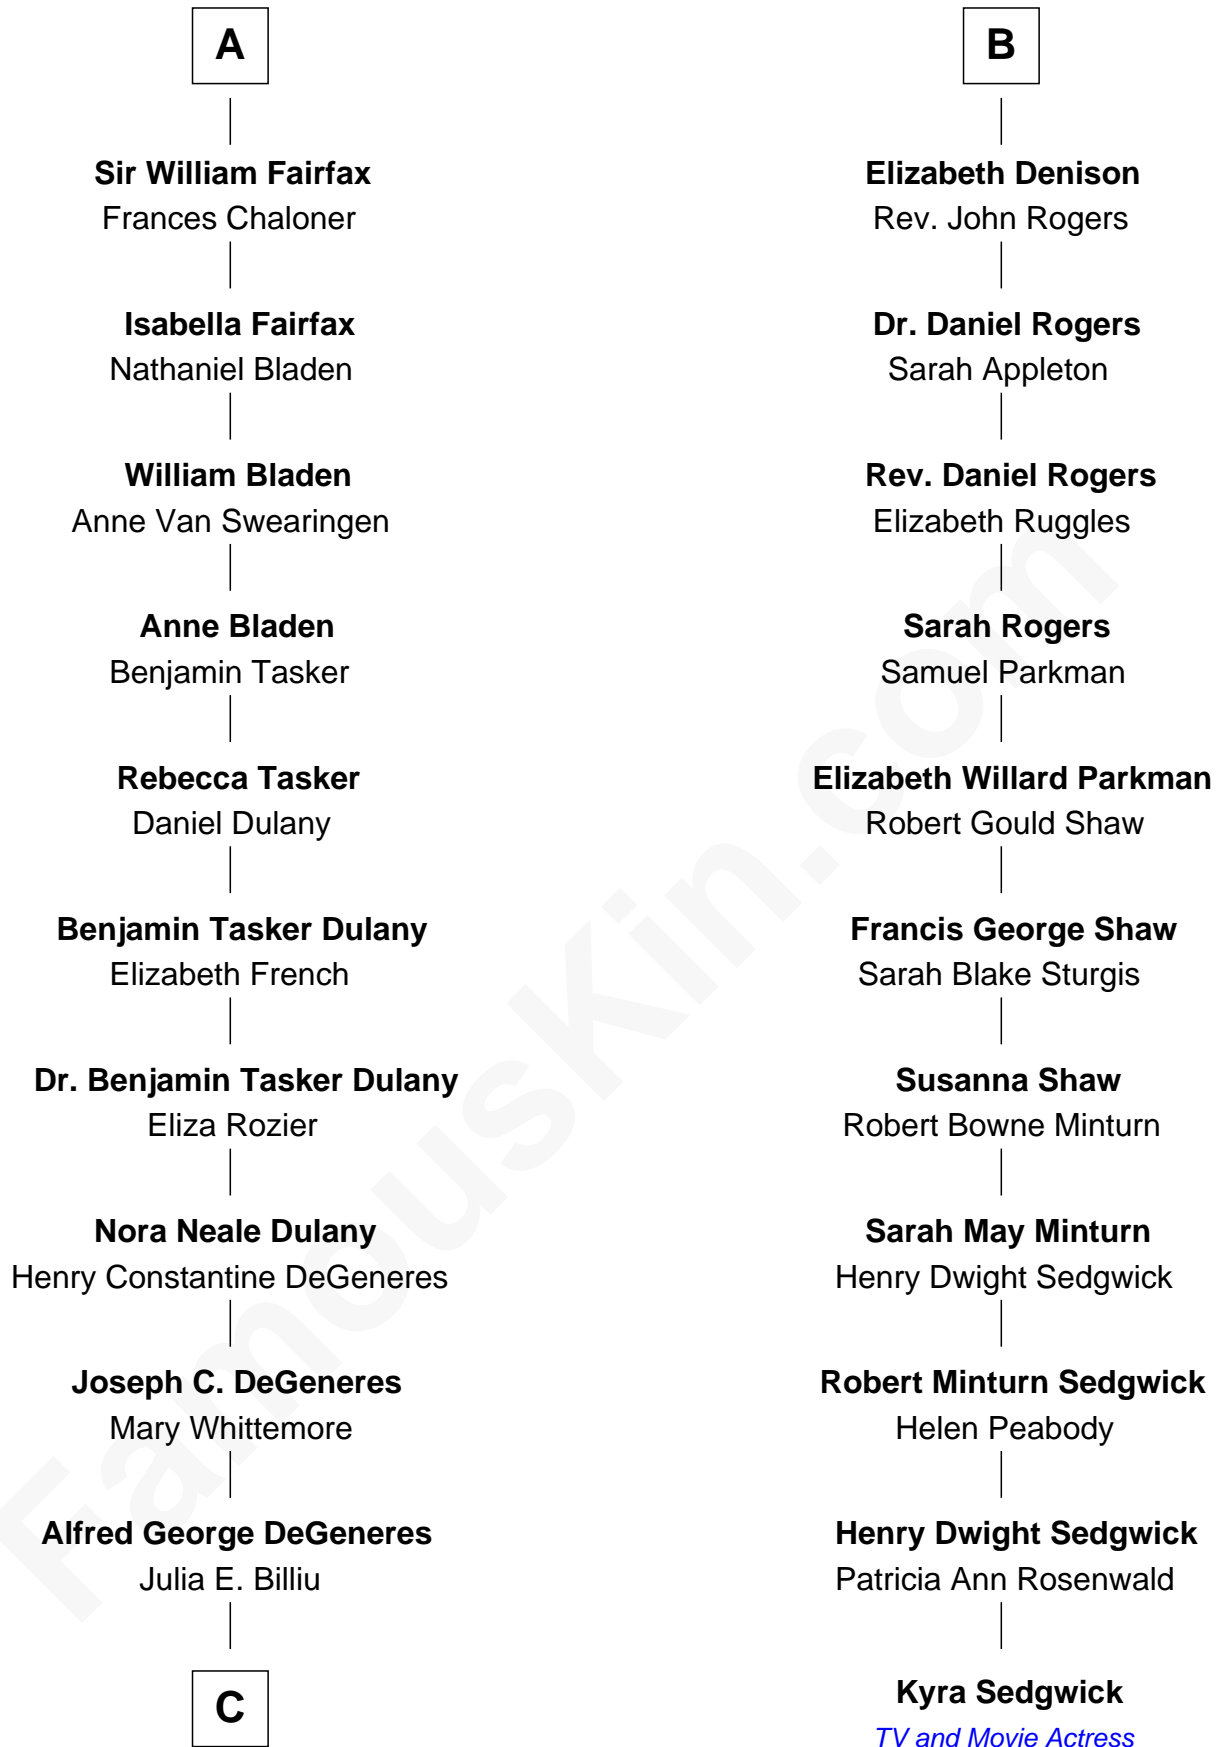 A
Sir William Fairfax
Frances Chaloner
Isabella Fairfax
Nathaniel Bladen
William Bladen
Anne Van Swearingen
Anne Bladen
Benjamin Tasker
Rebecca Tasker
Daniel Dulany
Benjamin Tasker Dulany
Elizabeth French
Dr. Benjamin Tasker Dulany
Eliza Rozier
Nora Neale Dulany
Henry Constantine DeGeneres
Joseph C. DeGeneres
Mary Whittemore
Alfred George DeGeneres
Julia E. Billiu
C
B
Elizabeth Denison
Rev. John Rogers
Dr. Daniel Rogers
Sarah Appleton
Rev. Daniel Rogers
Elizabeth Ruggles
Sarah Rogers
Samuel Parkman
Elizabeth Willard Parkman
Robert Gould Shaw
Francis George Shaw
Sarah Blake Sturgis
Susanna Shaw
Robert Bowne Minturn
Sarah May Minturn
Henry Dwight Sedgwick
Robert Minturn Sedgwick
Helen Peabody
Henry Dwight Sedgwick
Patricia Ann Rosenwald
Kyra Sedgwick
TV and Movie Actress
FamousKin.com